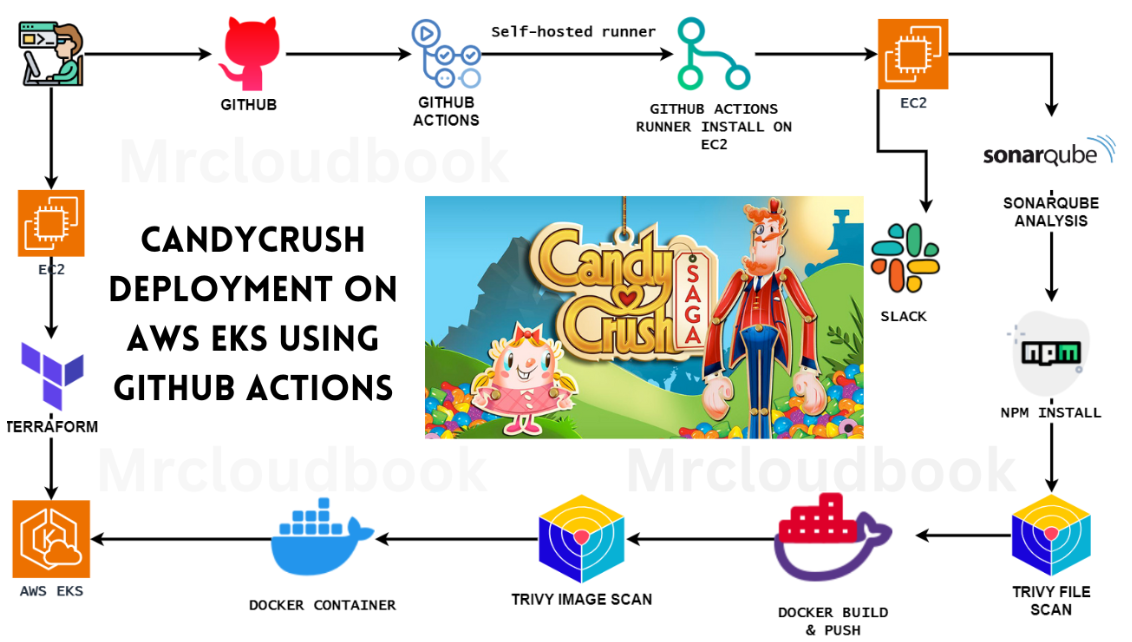 Self-hosted runner
GITHUB
GITHUB
ACTIONS
GITHUB ACTIONS
RUNNER INSTALL ON
EC2
EC2
Mrcloudbook
sonarqube
SONARQUBE
ANALYSIS
EC2
CANDYCRUSH
DEPLOYMENT ON
AWS EKS USING
GITHUB ACTIONS
Candy
Crush
SAGA
SLACK
npm
NPM INSTALL
TERRAFORM
Mrcloudbook
Mrcloudbook
K
AWS EKS
DOCKER CONTAINER
TRIVY IMAGE SCAN
DOCKER BUILD
& PUSH
TRIVY FILE
SCAN